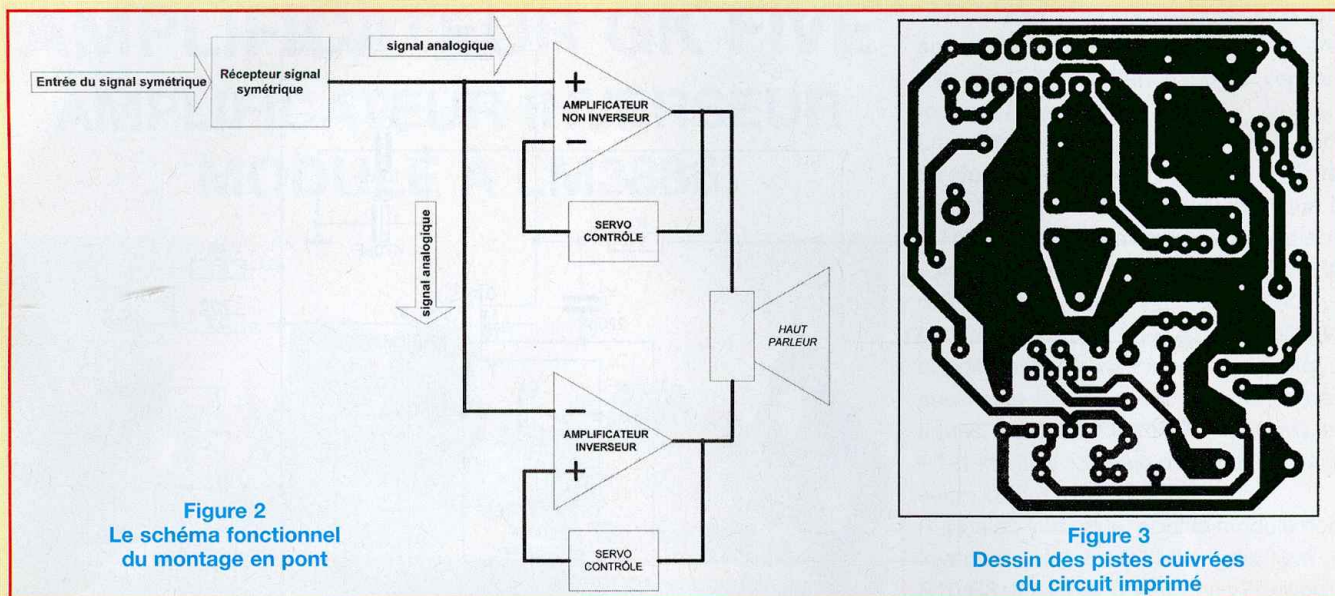 signal analogique
Entrée du signal symétrique
Récepteur signal
symétrique
+
AMPLIFICATEUR
NON INVERSEUR
−
SERVO
CONTRÔLE
signal analogique
HAUT
PARLEUR
−
AMPLIFICATEUR
INVERSEUR
+
SERVO
CONTRÔLE
Figure 2
Le schéma fonctionnel
du montage en pont
Figure 3
Dessin des pistes cuivrées
du circuit imprimé